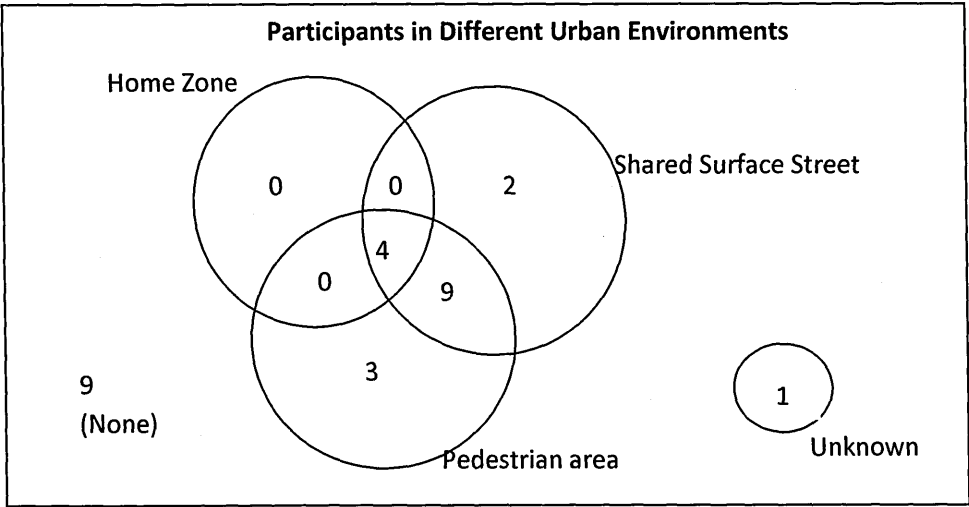 Participants in Different Urban Environments
Home Zone
Shared Surface Street
0
0
2
4
0
9
3
9
(None)
1
Unknown
Pedestrian area